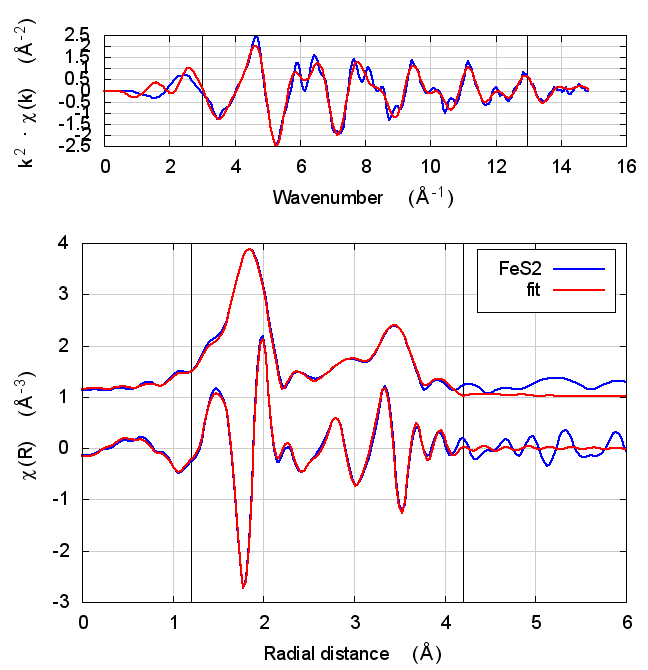 k² · χ(k) (Å⁻²)
2.5
2
1.5
1
0.5
0
-0.5
-1
-1.5
-2
-2.5
0 2 4 6 8 10 12 14 16
Wavenumber (Å⁻¹)
χ(R) (Å⁻³)
4
3
2
1
0
-1
-2
-3
FeS2
fit
0 1 2 3 4 5 6
Radial distance (Å)